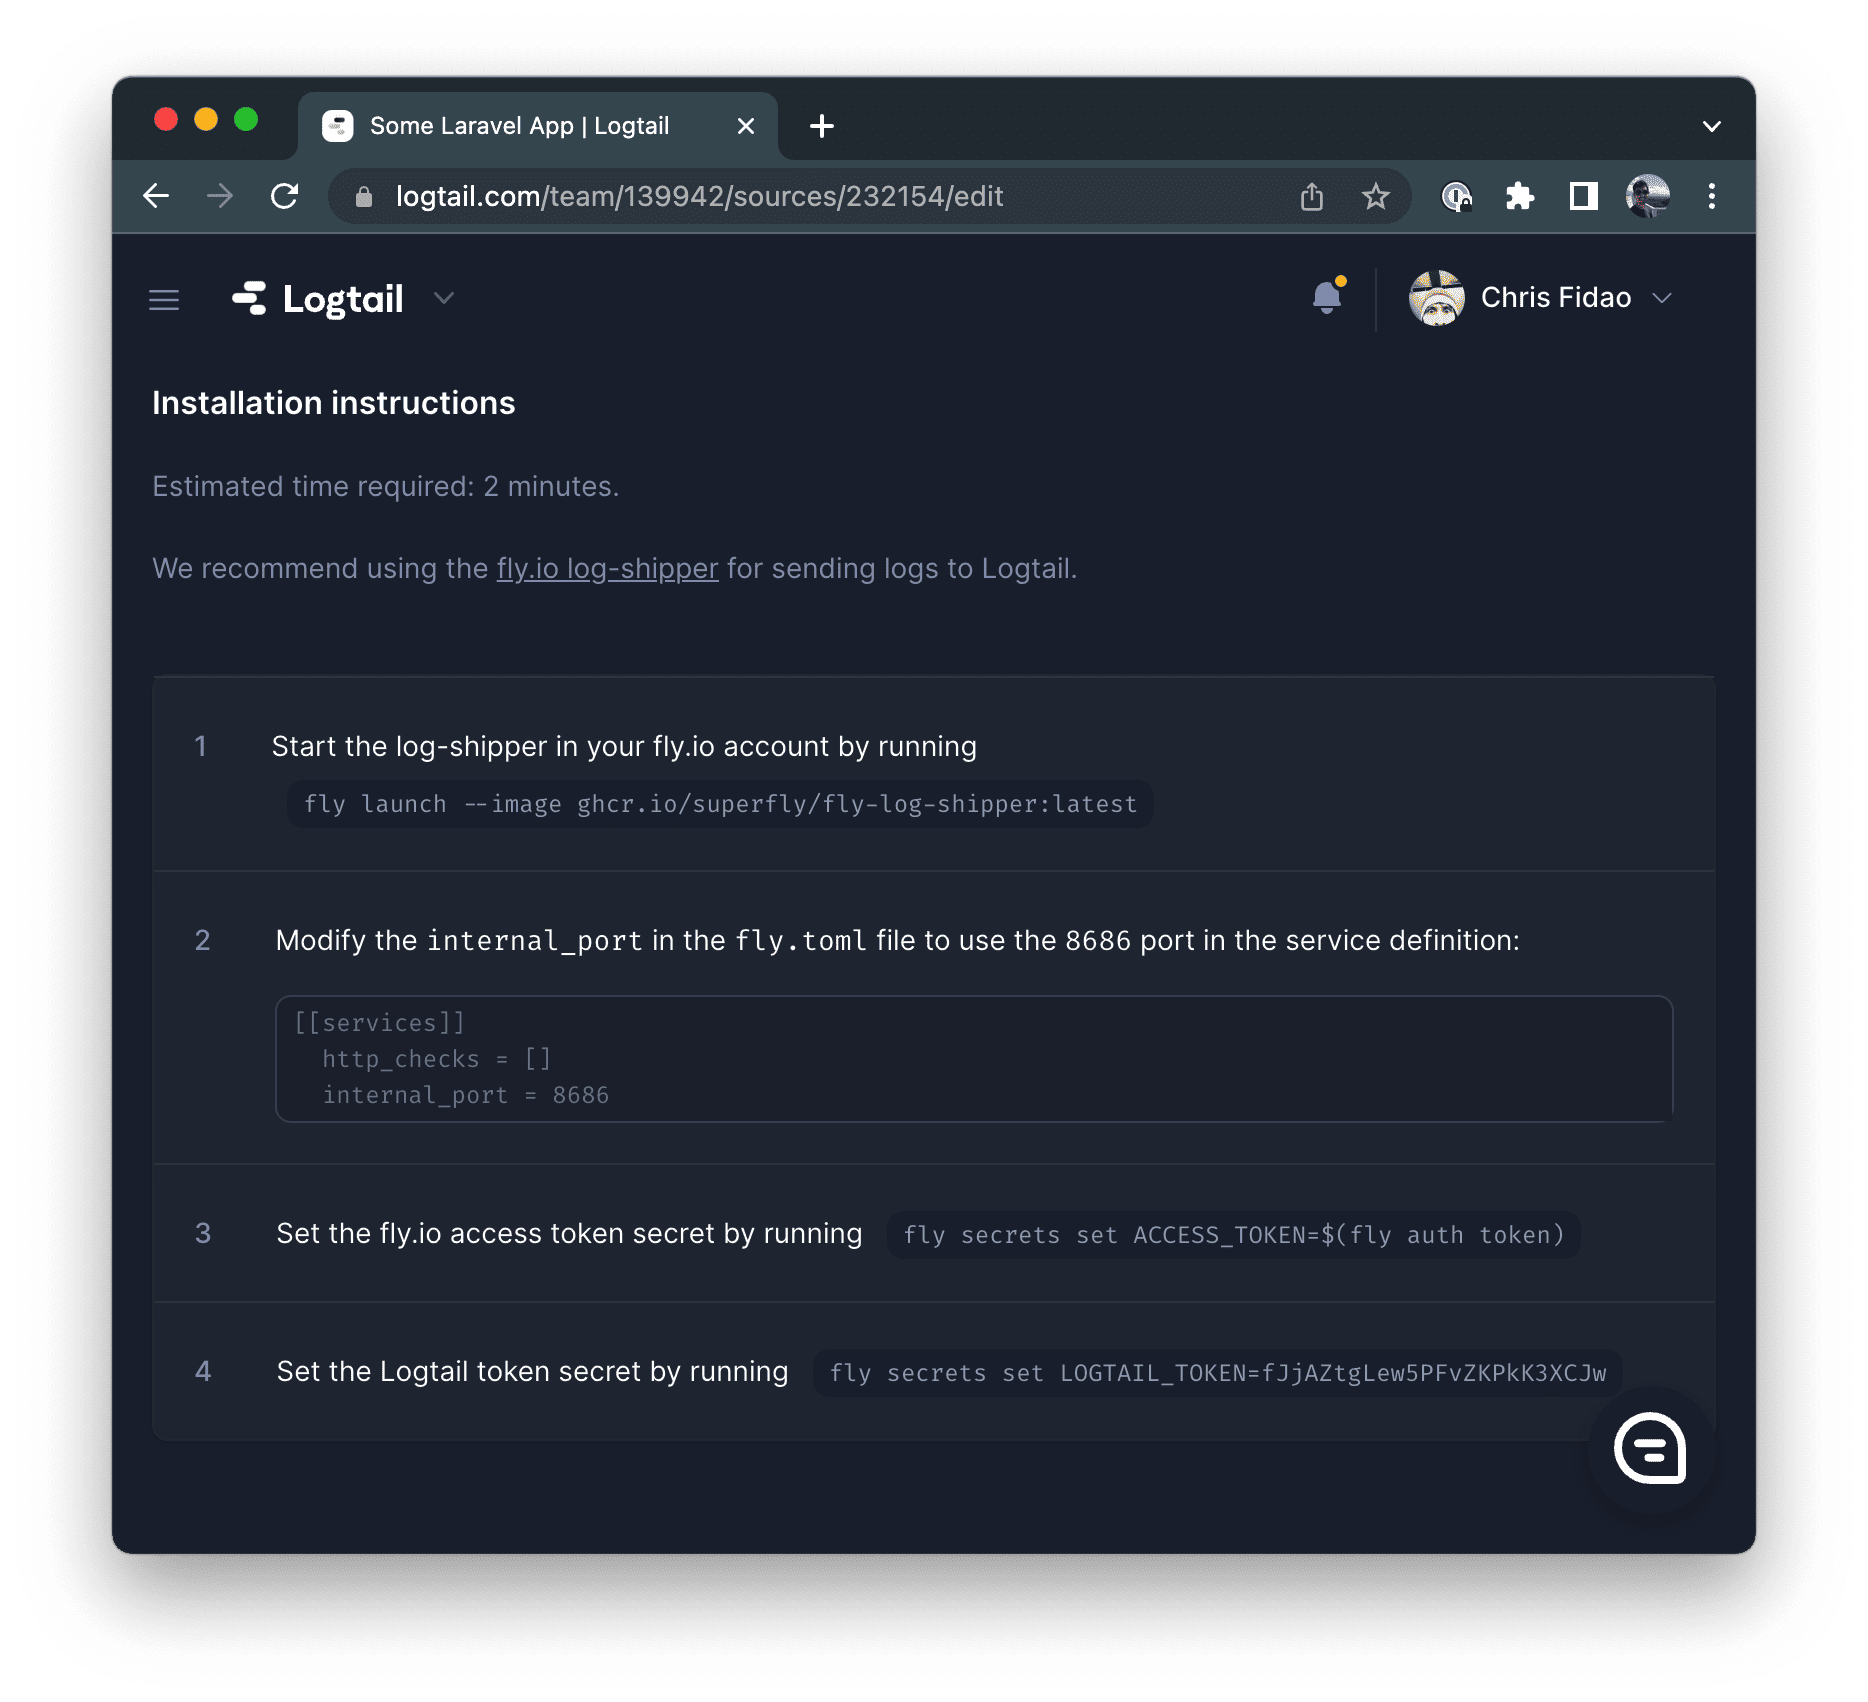 Some Laravel App | Logtail
logtail.com/team/139942/sources/232154/edit
Logtail
Chris Fidao
Installation instructions
Estimated time required: 2 minutes.
We recommend using the fly.io log-shipper for sending logs to Logtail.
1 Start the log-shipper in your fly.io account by running
fly launch --image ghcr.io/superfly/fly-log-shipper:latest
2 Modify the internal_port in the fly.toml file to use the 8686 port in the service definition:
[[services]]
http_checks = []
internal_port = 8686
3 Set the fly.io access token secret by running fly secrets set ACCESS_TOKEN=$(fly auth token)
4 Set the Logtail token secret by running fly secrets set LOGTAIL_TOKEN=fJjAZtgLew5PFvZKPkK3XCJw